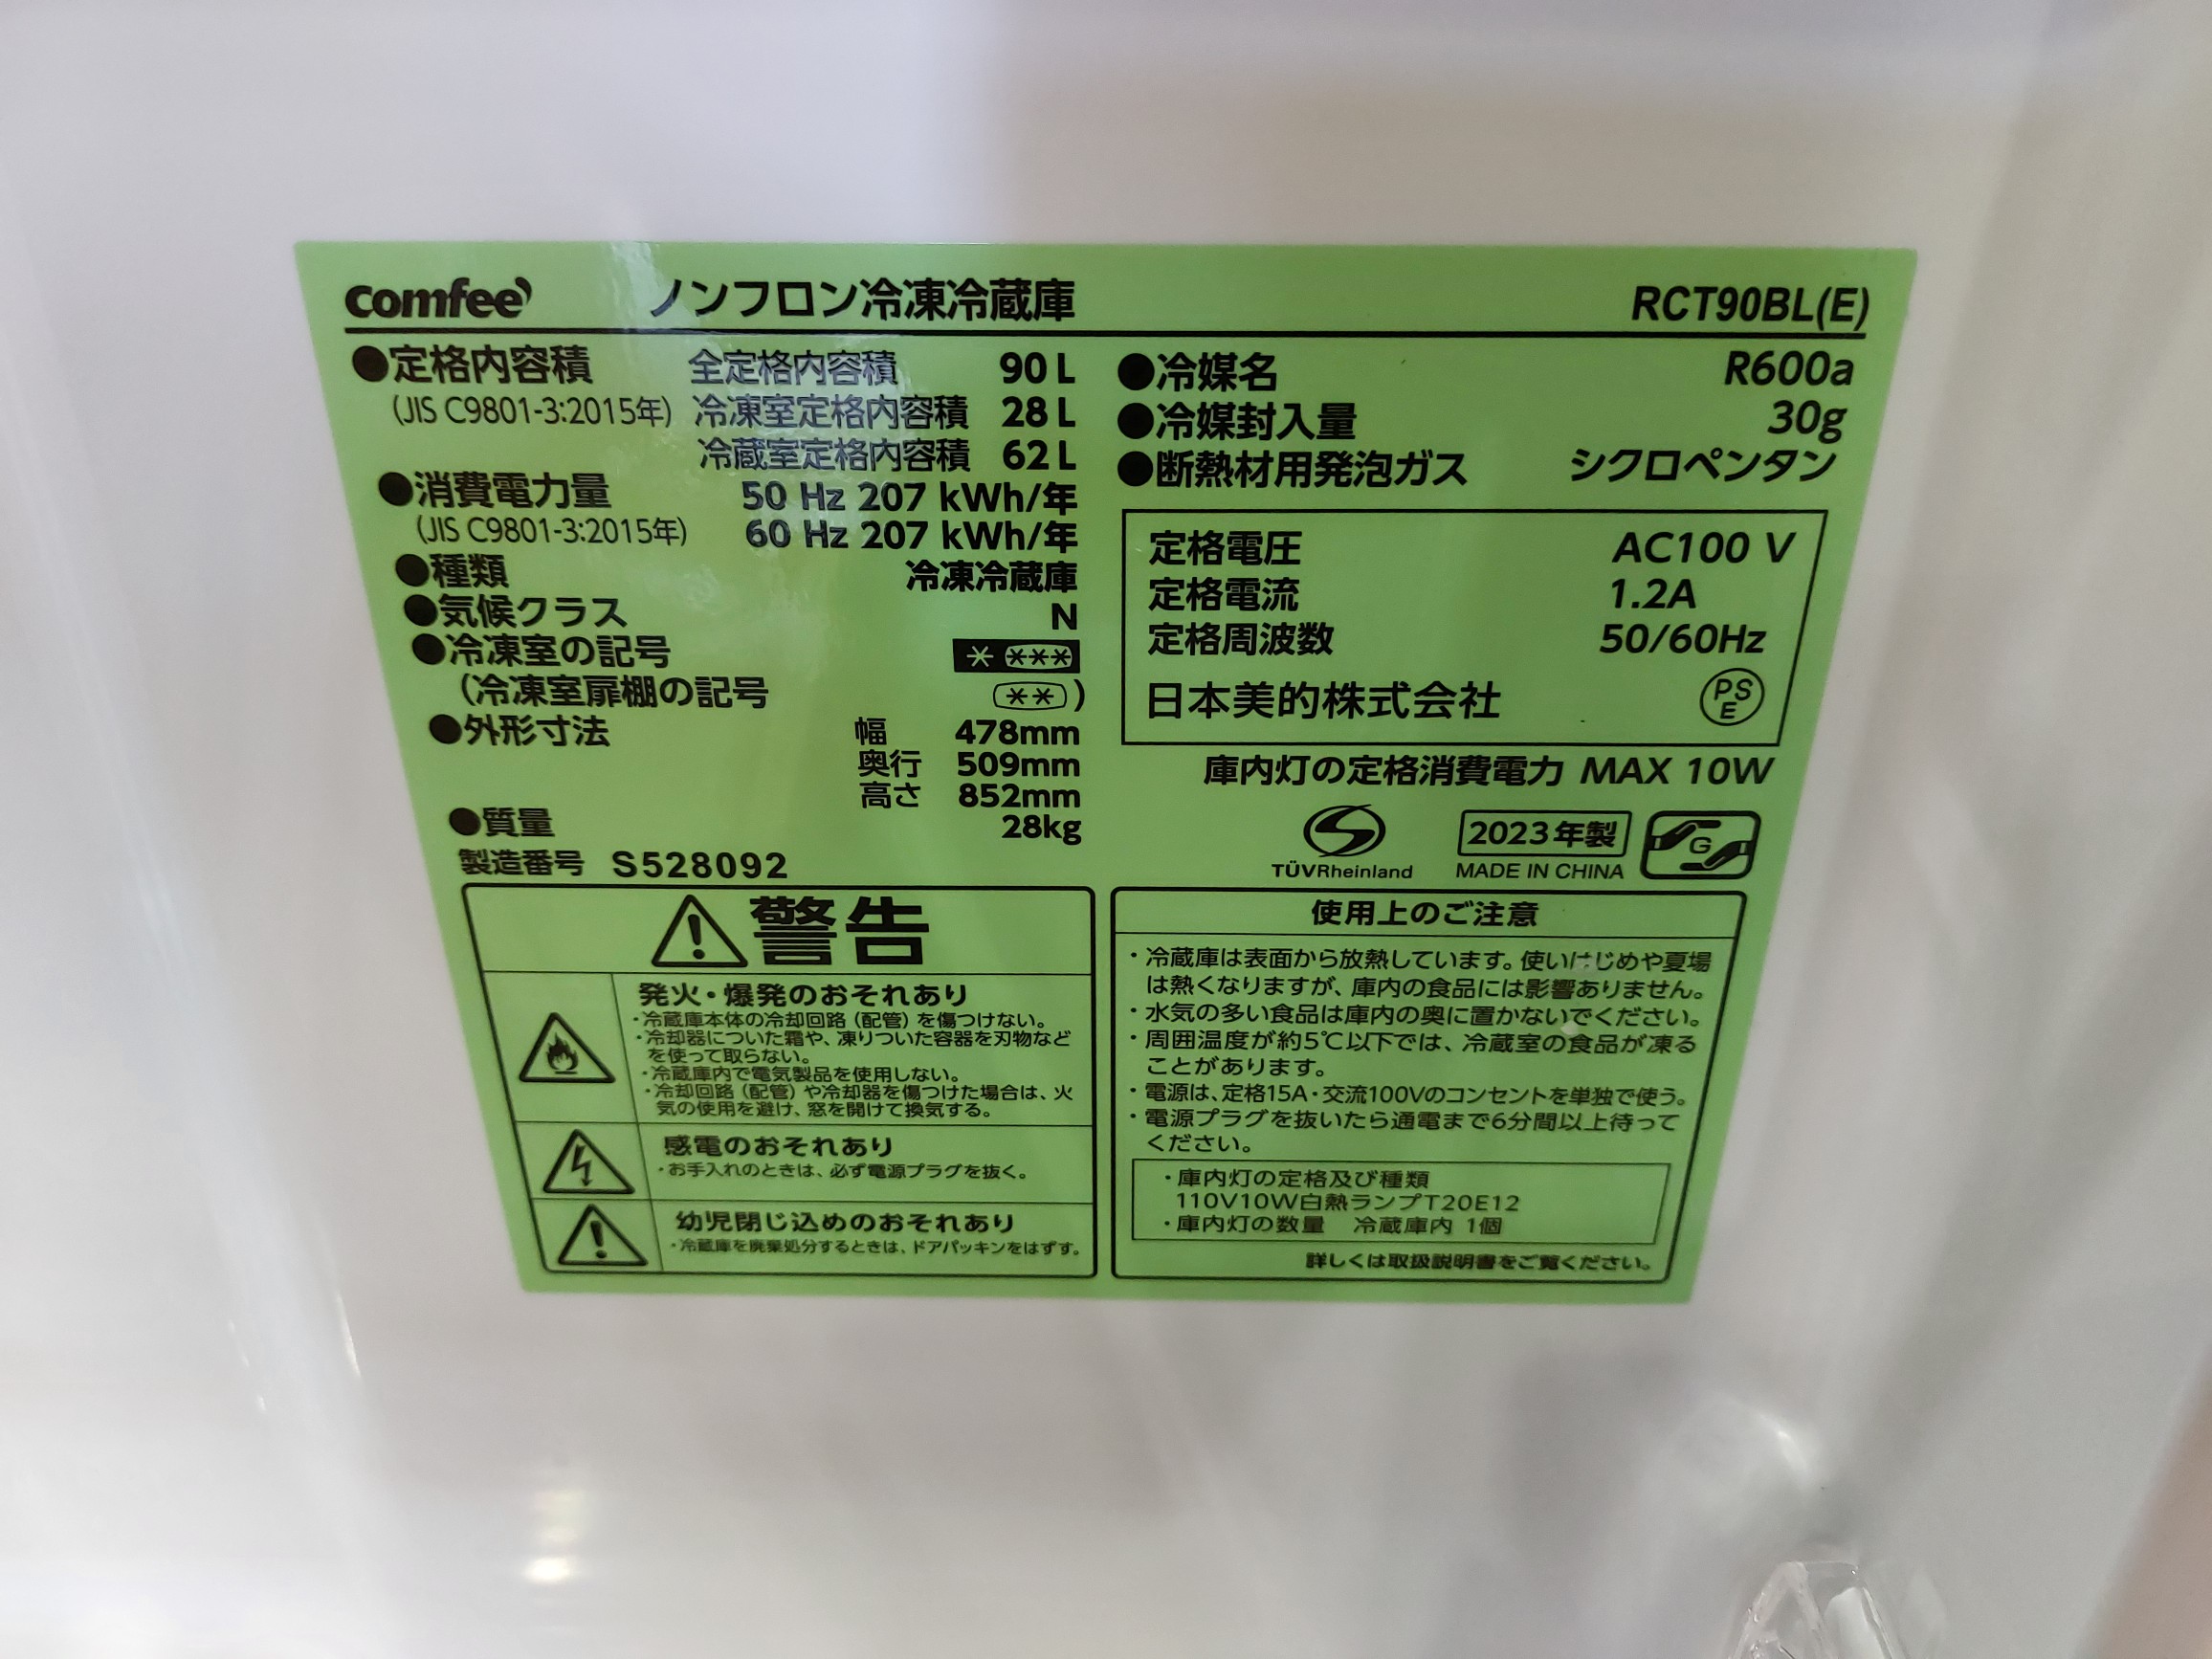 comfee' ノンフロン冷凍冷蔵庫 RCT90BL(E)
●定格内容積 全定格内容積 90 L
(JIS C9801-3:2015年) 冷凍室定格内容積 28 L
冷蔵室定格内容積 62 L
●消費電力量 50 Hz 207 kWh/年
(JIS C9801-3:2015年) 60 Hz 207 kWh/年
●種類 冷凍冷蔵庫
●気候クラス N
●冷凍室の記号 * ***
(冷凍室扉棚の記号 (**) )
●外形寸法 幅 478mm
奥行 509mm
高さ 852mm
●質量 28kg
製造番号 S528092
●冷媒名 R600a
●冷媒封入量 30g
●断熱材用発泡ガス シクロペンタン
定格電圧 AC100 V
定格電流 1.2A
定格周波数 50/60Hz
日本美的株式会社 PSE
庫内灯の定格消費電力 MAX 10W
TÜVRheinland
2023年製
MADE IN CHINA
G
警告
発火・爆発のおそれあり
・冷蔵庫本体の冷却回路(配管)を傷つけない。
・冷却器についた霜や、凍りついた容器を刃物など
を使って取らない。
・冷蔵庫内で電気製品を使用しない。
・冷却回路(配管)や冷却器を傷つけた場合は、火
気の使用を避け、窓を開けて換気する。
感電のおそれあり
・お手入れのときは、必ず電源プラグを抜く。
幼児閉じ込めのおそれあり
・冷蔵庫を廃棄処分するときは、ドアパッキンをはずす。
使用上のご注意
・冷蔵庫は表面から放熱しています。使いはじめや夏場
は熱くなりますが、庫内の食品には影響ありません。
・水気の多い食品は庫内の奥に置かないでください。
・周囲温度が約5℃以下では、冷蔵室の食品が凍る
ことがあります。
・電源は、定格15A・交流100Vのコンセントを単独で使う。
・電源プラグを抜いたら通電まで6分間以上待って
ください。
・庫内灯の定格及び種類
110V10W白熱ランプT20E12
・庫内灯の数量 冷蔵庫内 1個
詳しくは取扱説明書をご覧ください。